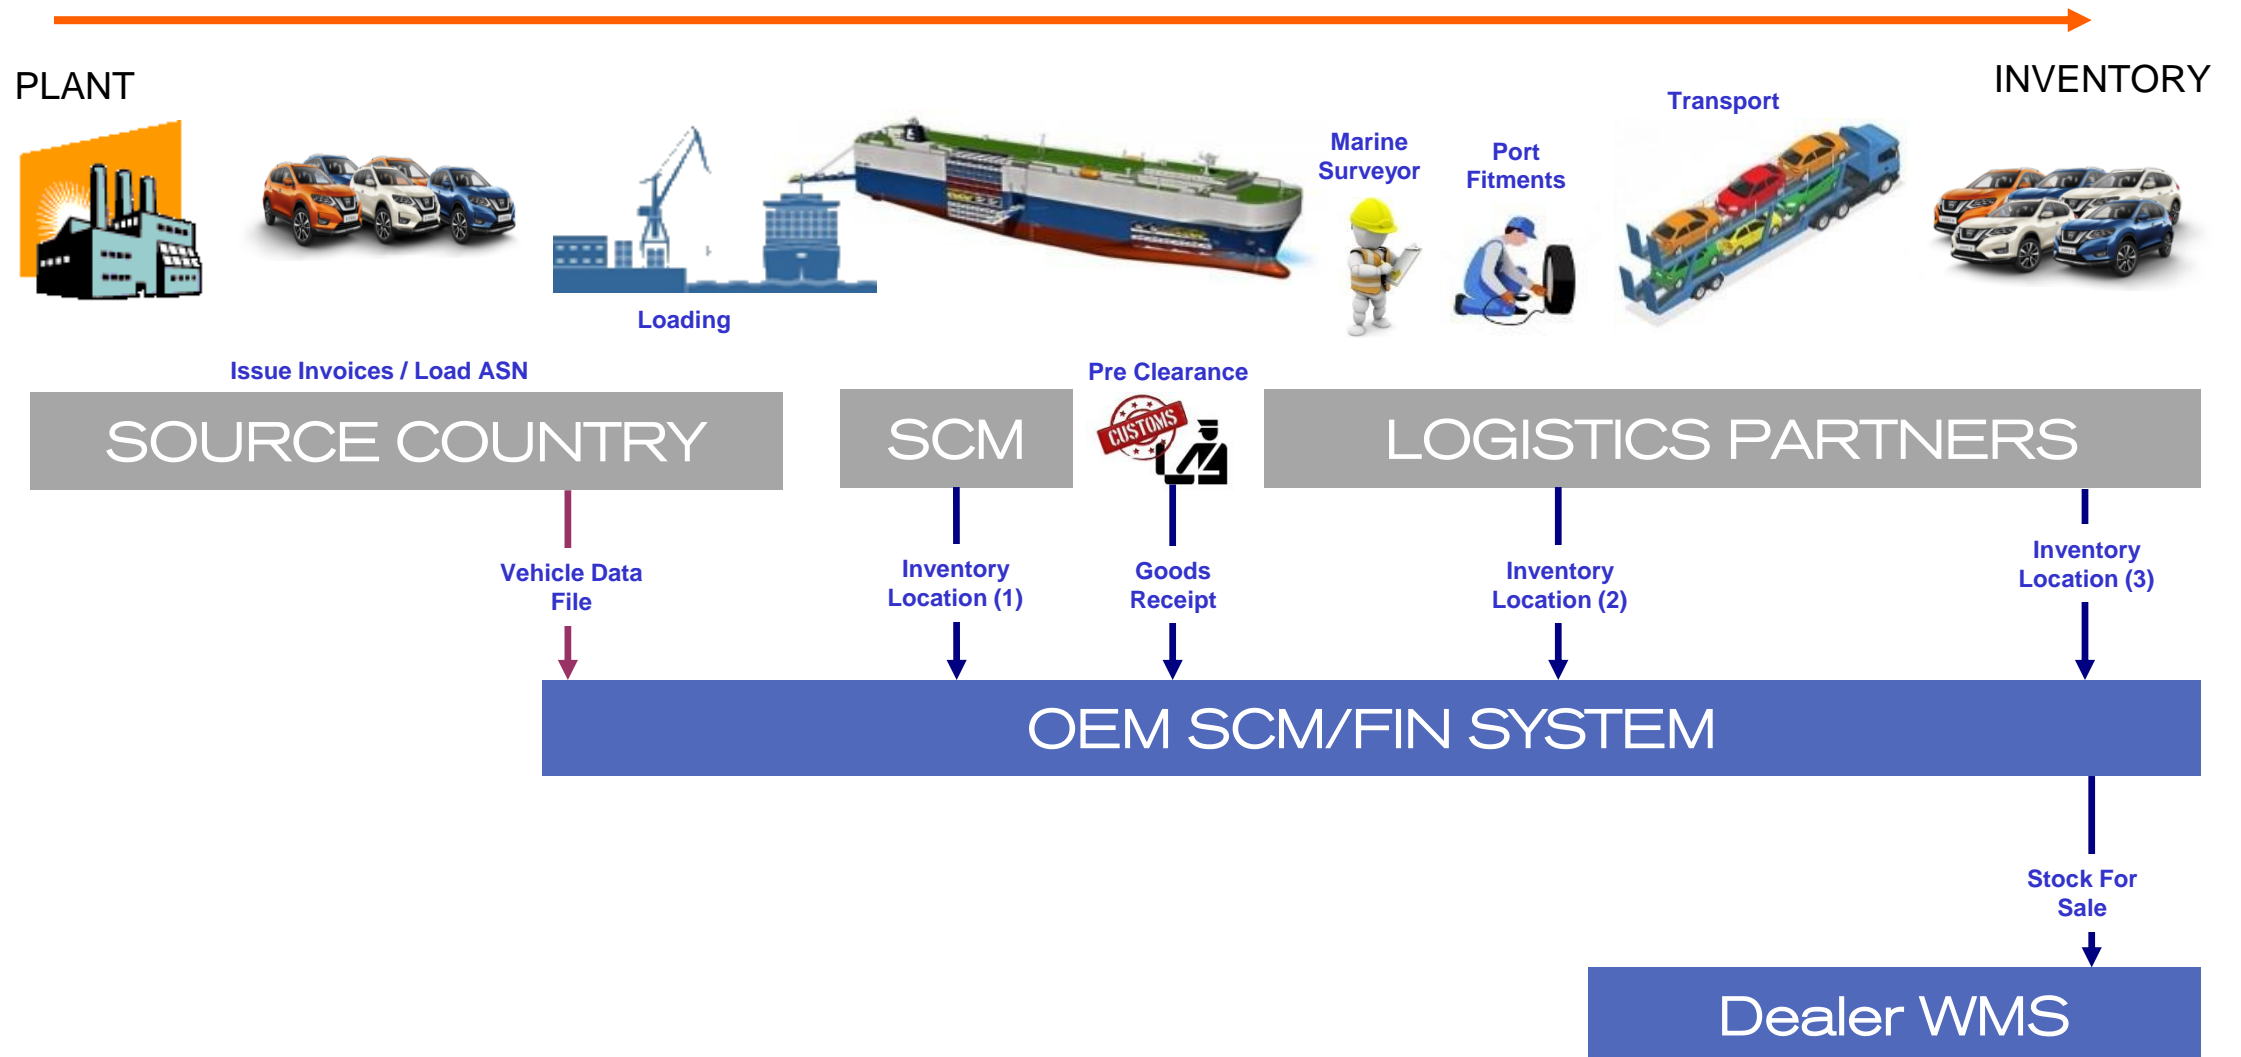 PLANT
INVENTORY
Transport
Marine
Surveyor
Port
Fitments
Loading
Issue Invoices / Load ASN
Pre Clearance
SOURCE COUNTRY
SCM
CUSTOMS
LOGISTICS PARTNERS
Vehicle Data
File
Inventory
Location (1)
Goods
Receipt
Inventory
Location (2)
Inventory
Location (3)
OEM SCM/FIN SYSTEM
Stock For
Sale
Dealer WMS